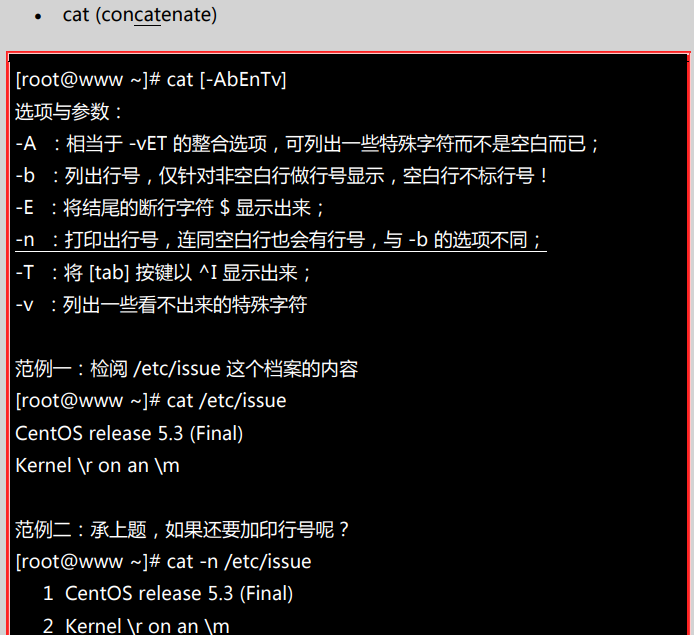 • cat (concatenate)
[root@www ~]# cat [-AbEnTv]
选项与参数：
-A ：相当于 -vET 的整合选项，可列出一些特殊字符而不是空白而已；
-b ：列出行号，仅针对非空白行做行号显示，空白行不标行号！
-E ：将结尾的断行字符 $ 显示出来；
-n ：打印出行号，连同空白行也会有行号，与 -b 的选项不同；
-T ：将 [tab] 按键以 ^I 显示出来；
-v ：列出一些看不出来的特殊字符
范例一：检阅 /etc/issue 这个档案的内容
[root@www ~]# cat /etc/issue
CentOS release 5.3 (Final)
Kernel \r on an \m
范例二：承上题，如果还要加印行号呢？
[root@www ~]# cat -n /etc/issue
1 CentOS release 5.3 (Final)
2 Kernel \r on an \m